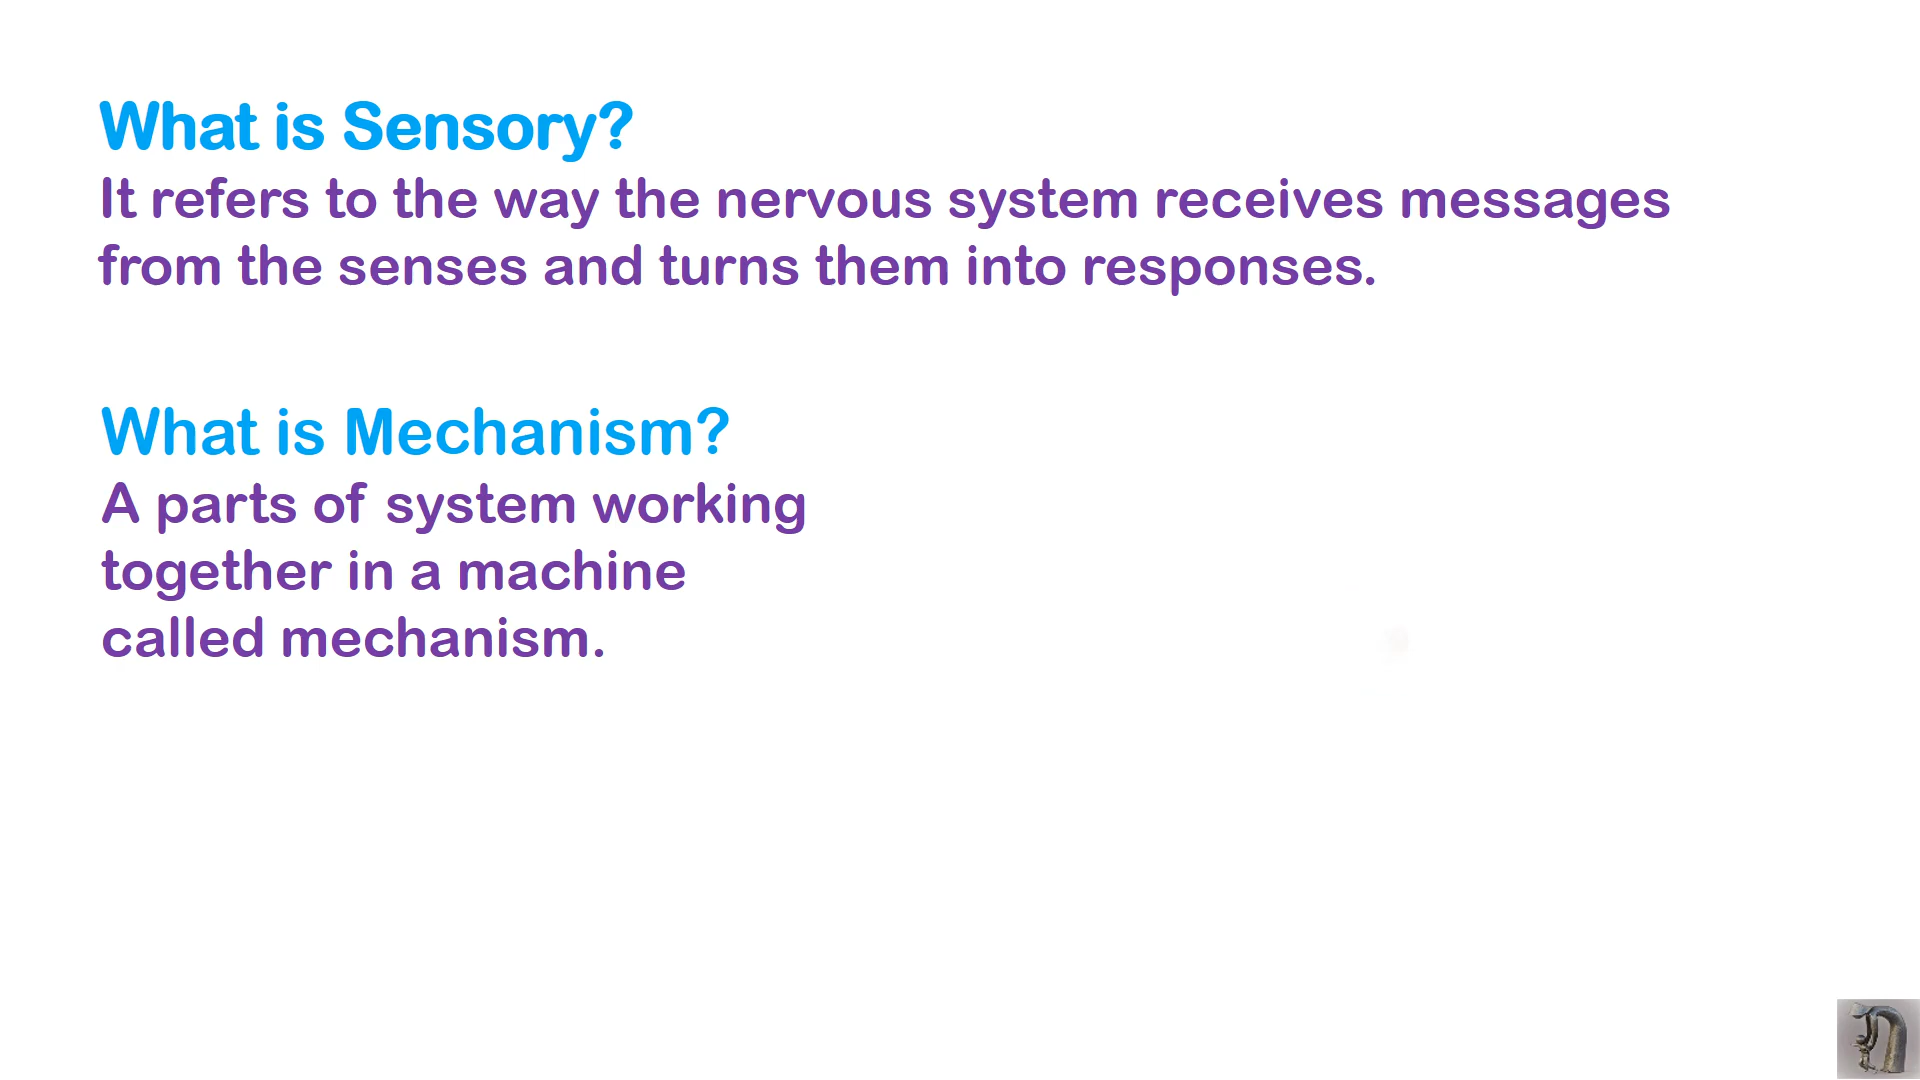 What is Sensory?
It refers to the way the nervous system receives messages
from the senses and turns them into responses.
What is Mechanism?
A parts of system working
together in a machine
called mechanism.